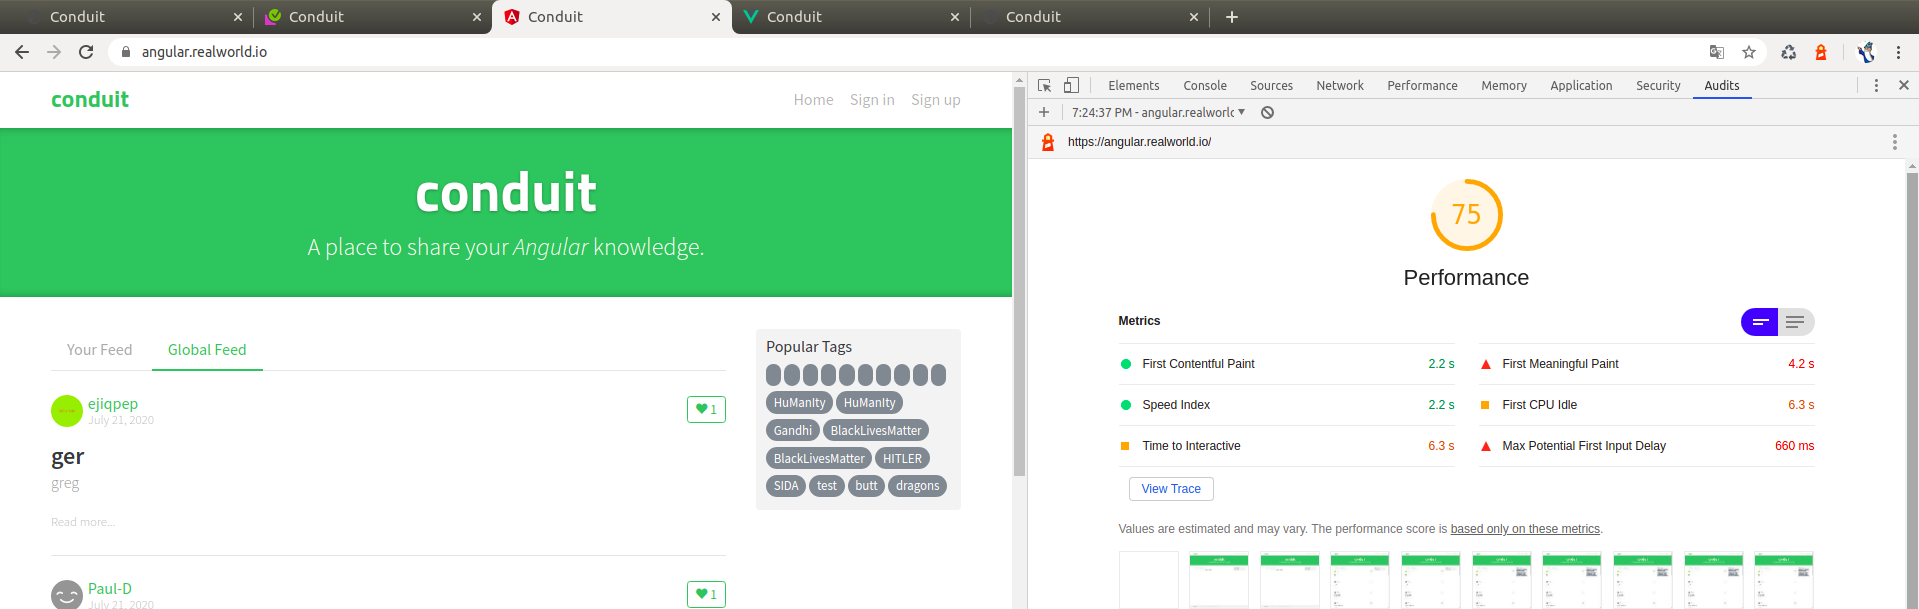 Conduit
Conduit
Conduit
Conduit
Conduit
angular.realworld.io
conduit
Home Sign in Sign up
conduit
A place to share your Angular knowledge.
Your Feed Global Feed
ejiqpep
July 21, 2020
1
ger
greg
Read more...
Paul-D
July 21, 2020
1
Popular Tags
HuManIty HuManIty
Gandhi BlackLivesMatter
BlackLivesMatter HITLER
SIDA test butt dragons
Elements Console Sources Network Performance Memory Application Security Audits
7:24:37 PM - angular.realworl
https://angular.realworld.io/
75
Performance
Metrics
First Contentful Paint 2.2 s
First Meaningful Paint 4.2 s
Speed Index 2.2 s
First CPU Idle 6.3 s
Time to Interactive 6.3 s
Max Potential First Input Delay 660 ms
View Trace
Values are estimated and may vary. The performance score is based only on these metrics.